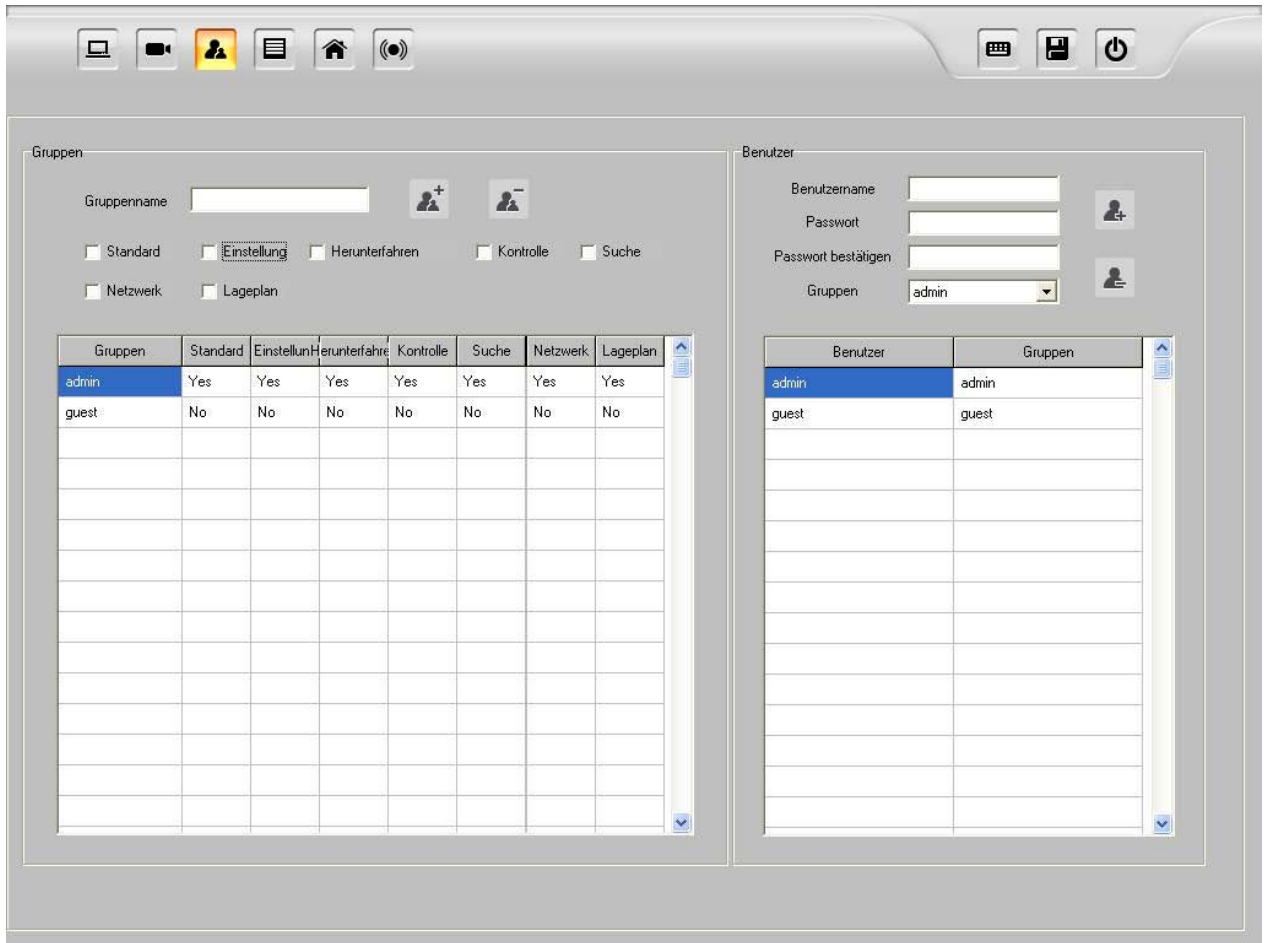 Gruppen
Gruppenname
Standard Einstellung Herunterfahren Kontrolle Suche
Netzwerk Lageplan
Gruppen Standard Einstellun Herunterfahre Kontrolle Suche Netzwerk Lageplan
admin Yes Yes Yes Yes Yes Yes Yes
guest No No No No No No No
Benutzer
Benutzername
Passwort
Passwort bestätigen
Gruppen admin
Benutzer Gruppen
admin admin
guest guest